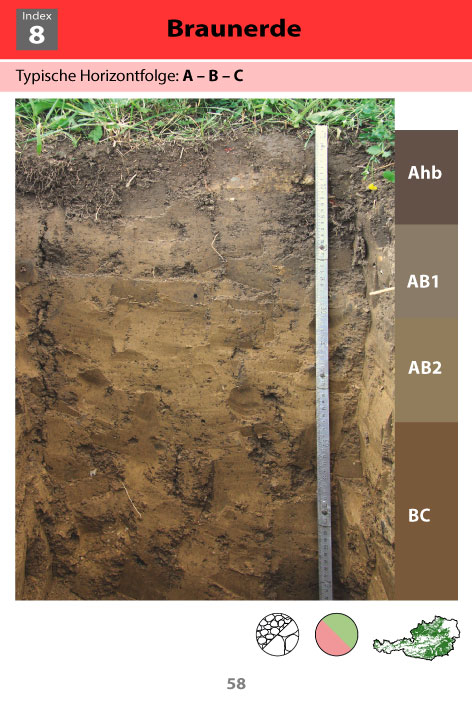 Index
8
Braunerde
Typische Horizontfolge: A – B – C
Ahb
AB1
AB2
BC
58